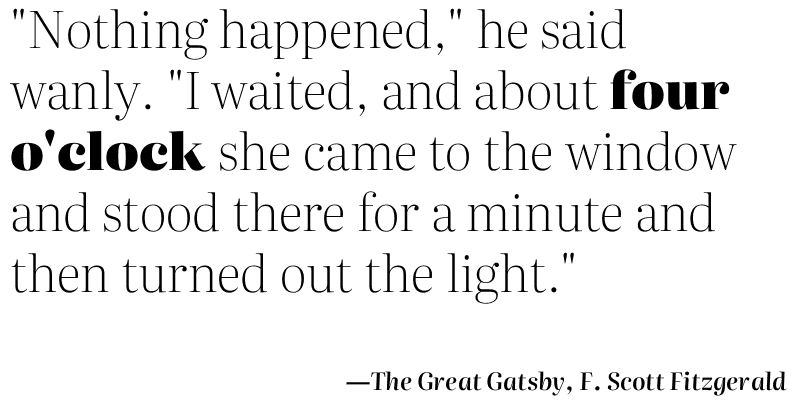 "Nothing happened," he said
wanly. "I waited, and about four
o'clock she came to the window
and stood there for a minute and
then turned out the light."
—The Great Gatsby, F. Scott Fitzgerald